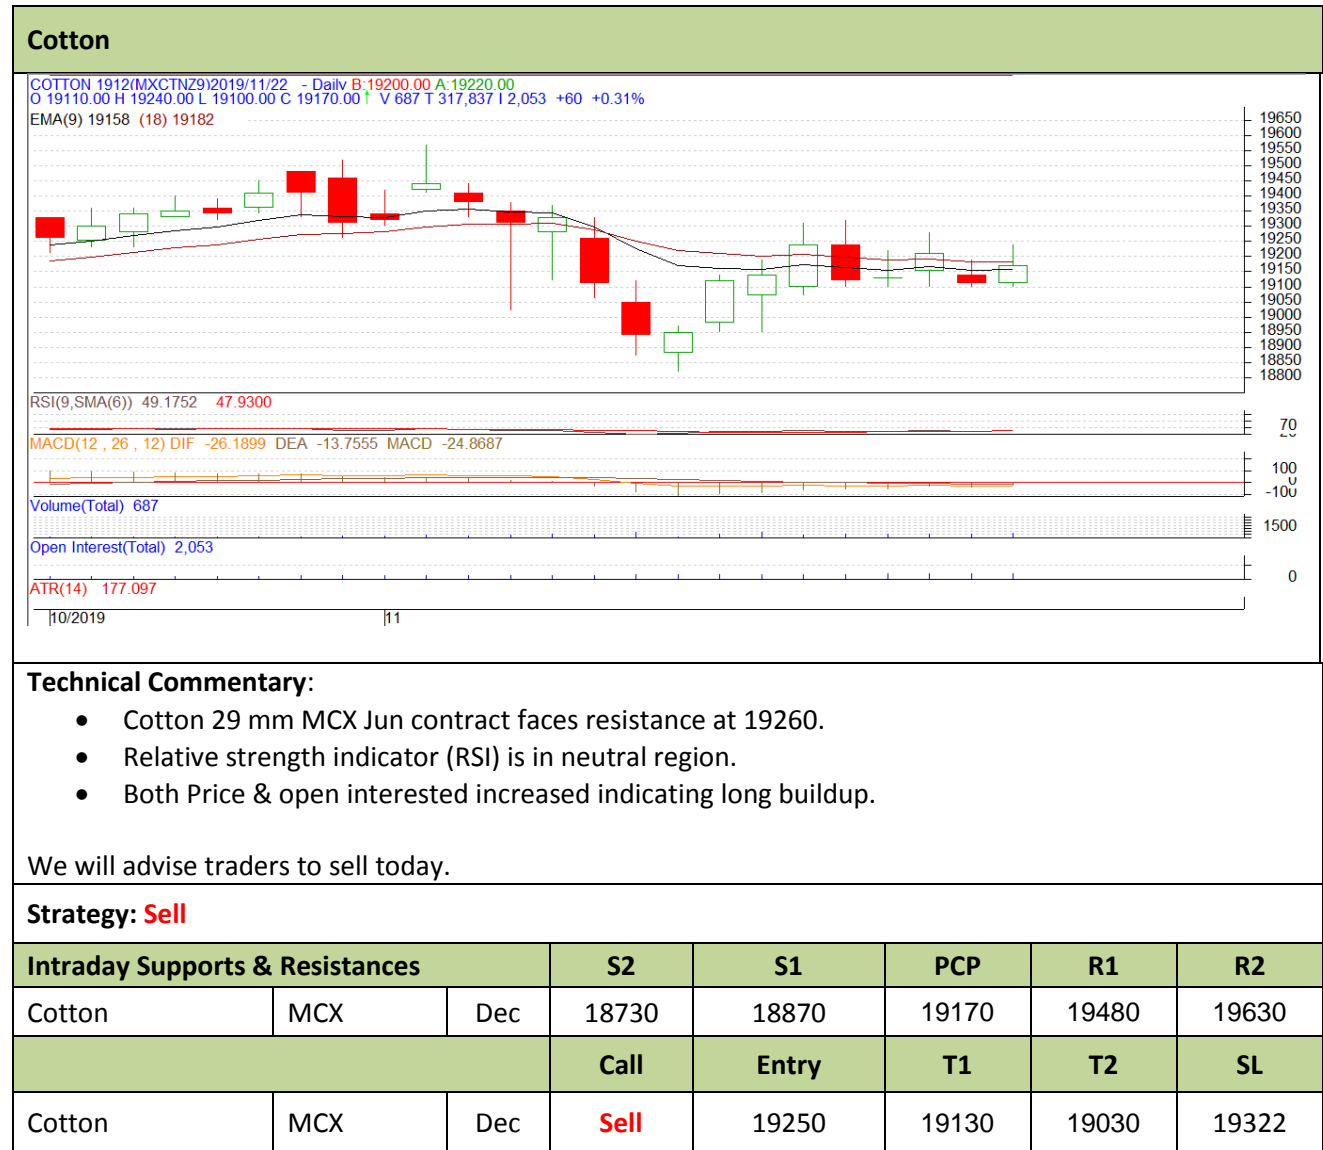 Cotton
COTTON 1912(MXCTNZ9)2019/11/22 - Daily B:19200.00 A:19220.00
O 19110.00 H 19240.00 L 19100.00 C 19170.00↑ V 687 T 317,837 I 2,053 +60 +0.31%
EMA(9) 19158 (18) 19182
19650
19600
19550
19500
19450
19400
19350
19300
19250
19200
19150
19100
19050
19000
18950
18900
18850
18800
RSI(9,SMA(6)) 49.1752 47.9300
70
MACD(12 , 26 , 12) DIF -26.1899 DEA -13.7555 MACD -24.8687
100
0
-100
Volume(Total) 687
1500
Open Interest(Total) 2,053
0
ATR(14) 177.097
10/2019 11
Technical Commentary:
• Cotton 29 mm MCX Jun contract faces resistance at 19260.
• Relative strength indicator (RSI) is in neutral region.
• Both Price & open interested increased indicating long buildup.
We will advise traders to sell today.
Strategy: Sell
Intraday Supports & Resistances S2 S1 PCP R1 R2
Cotton MCX Dec 18730 18870 19170 19480 19630
Call Entry T1 T2 SL
Cotton MCX Dec Sell 19250 19130 19030 19322